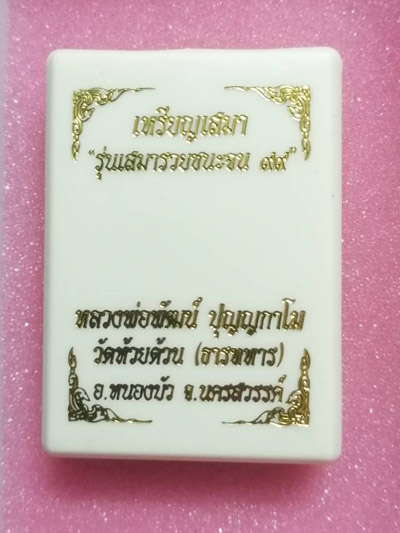 เหรียญเสมา
"รุ่นเสมารวยชนะจน ๙๙"
หลวงพ่อพัฒน์ ปุญญกาโม
วัดห้วยด้วน (ธารทหาร)
อ.หนองบัว จ.นครสวรรค์